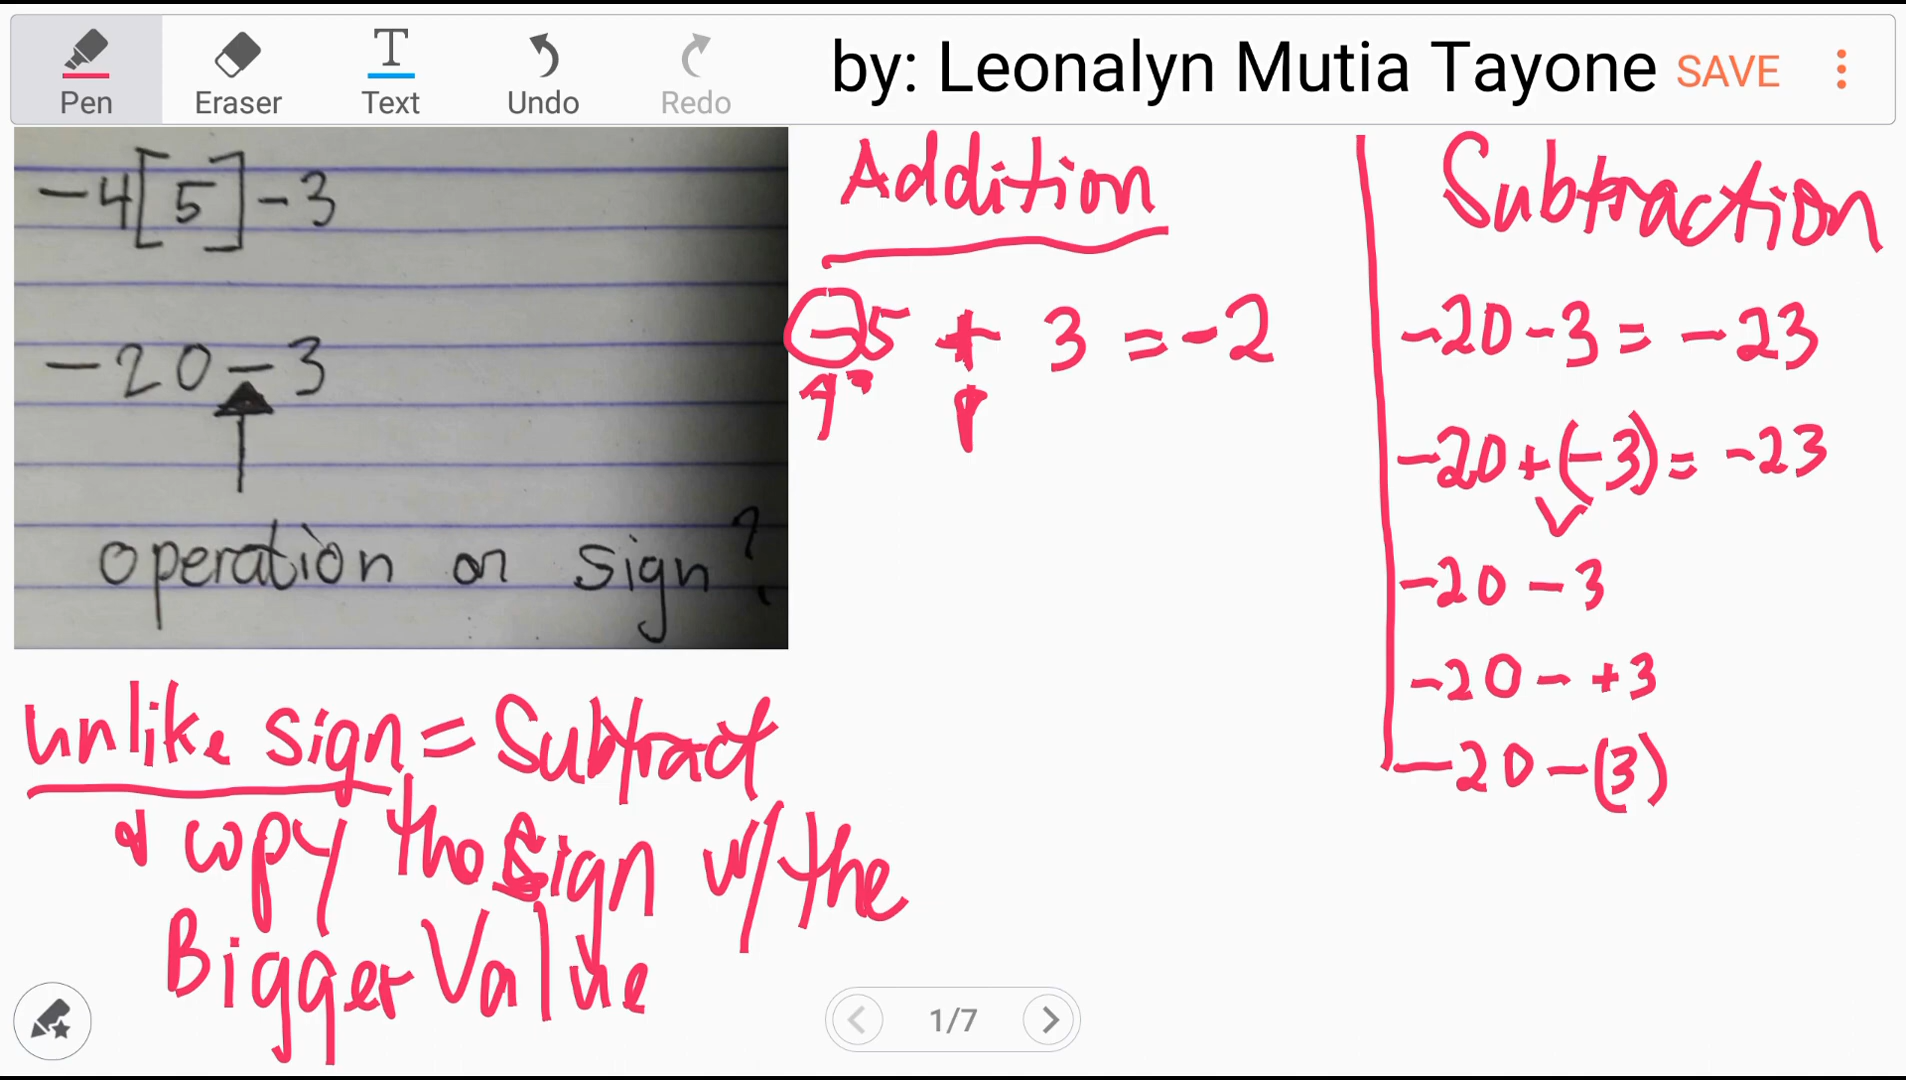 Pen Eraser Text Undo Redo by: Leonalyn Mutia Tayone SAVE
-4[5]-3
-20-3
operation or sign?
Addition
-5 + 3 = -2
Subtraction
-20-3 = -23
-20+(-3) = -23
-20 - 3
-20 - +3
-20-(3)
unlike sign = Subtract
& copy the sign w/ the
Bigger Value
1/7